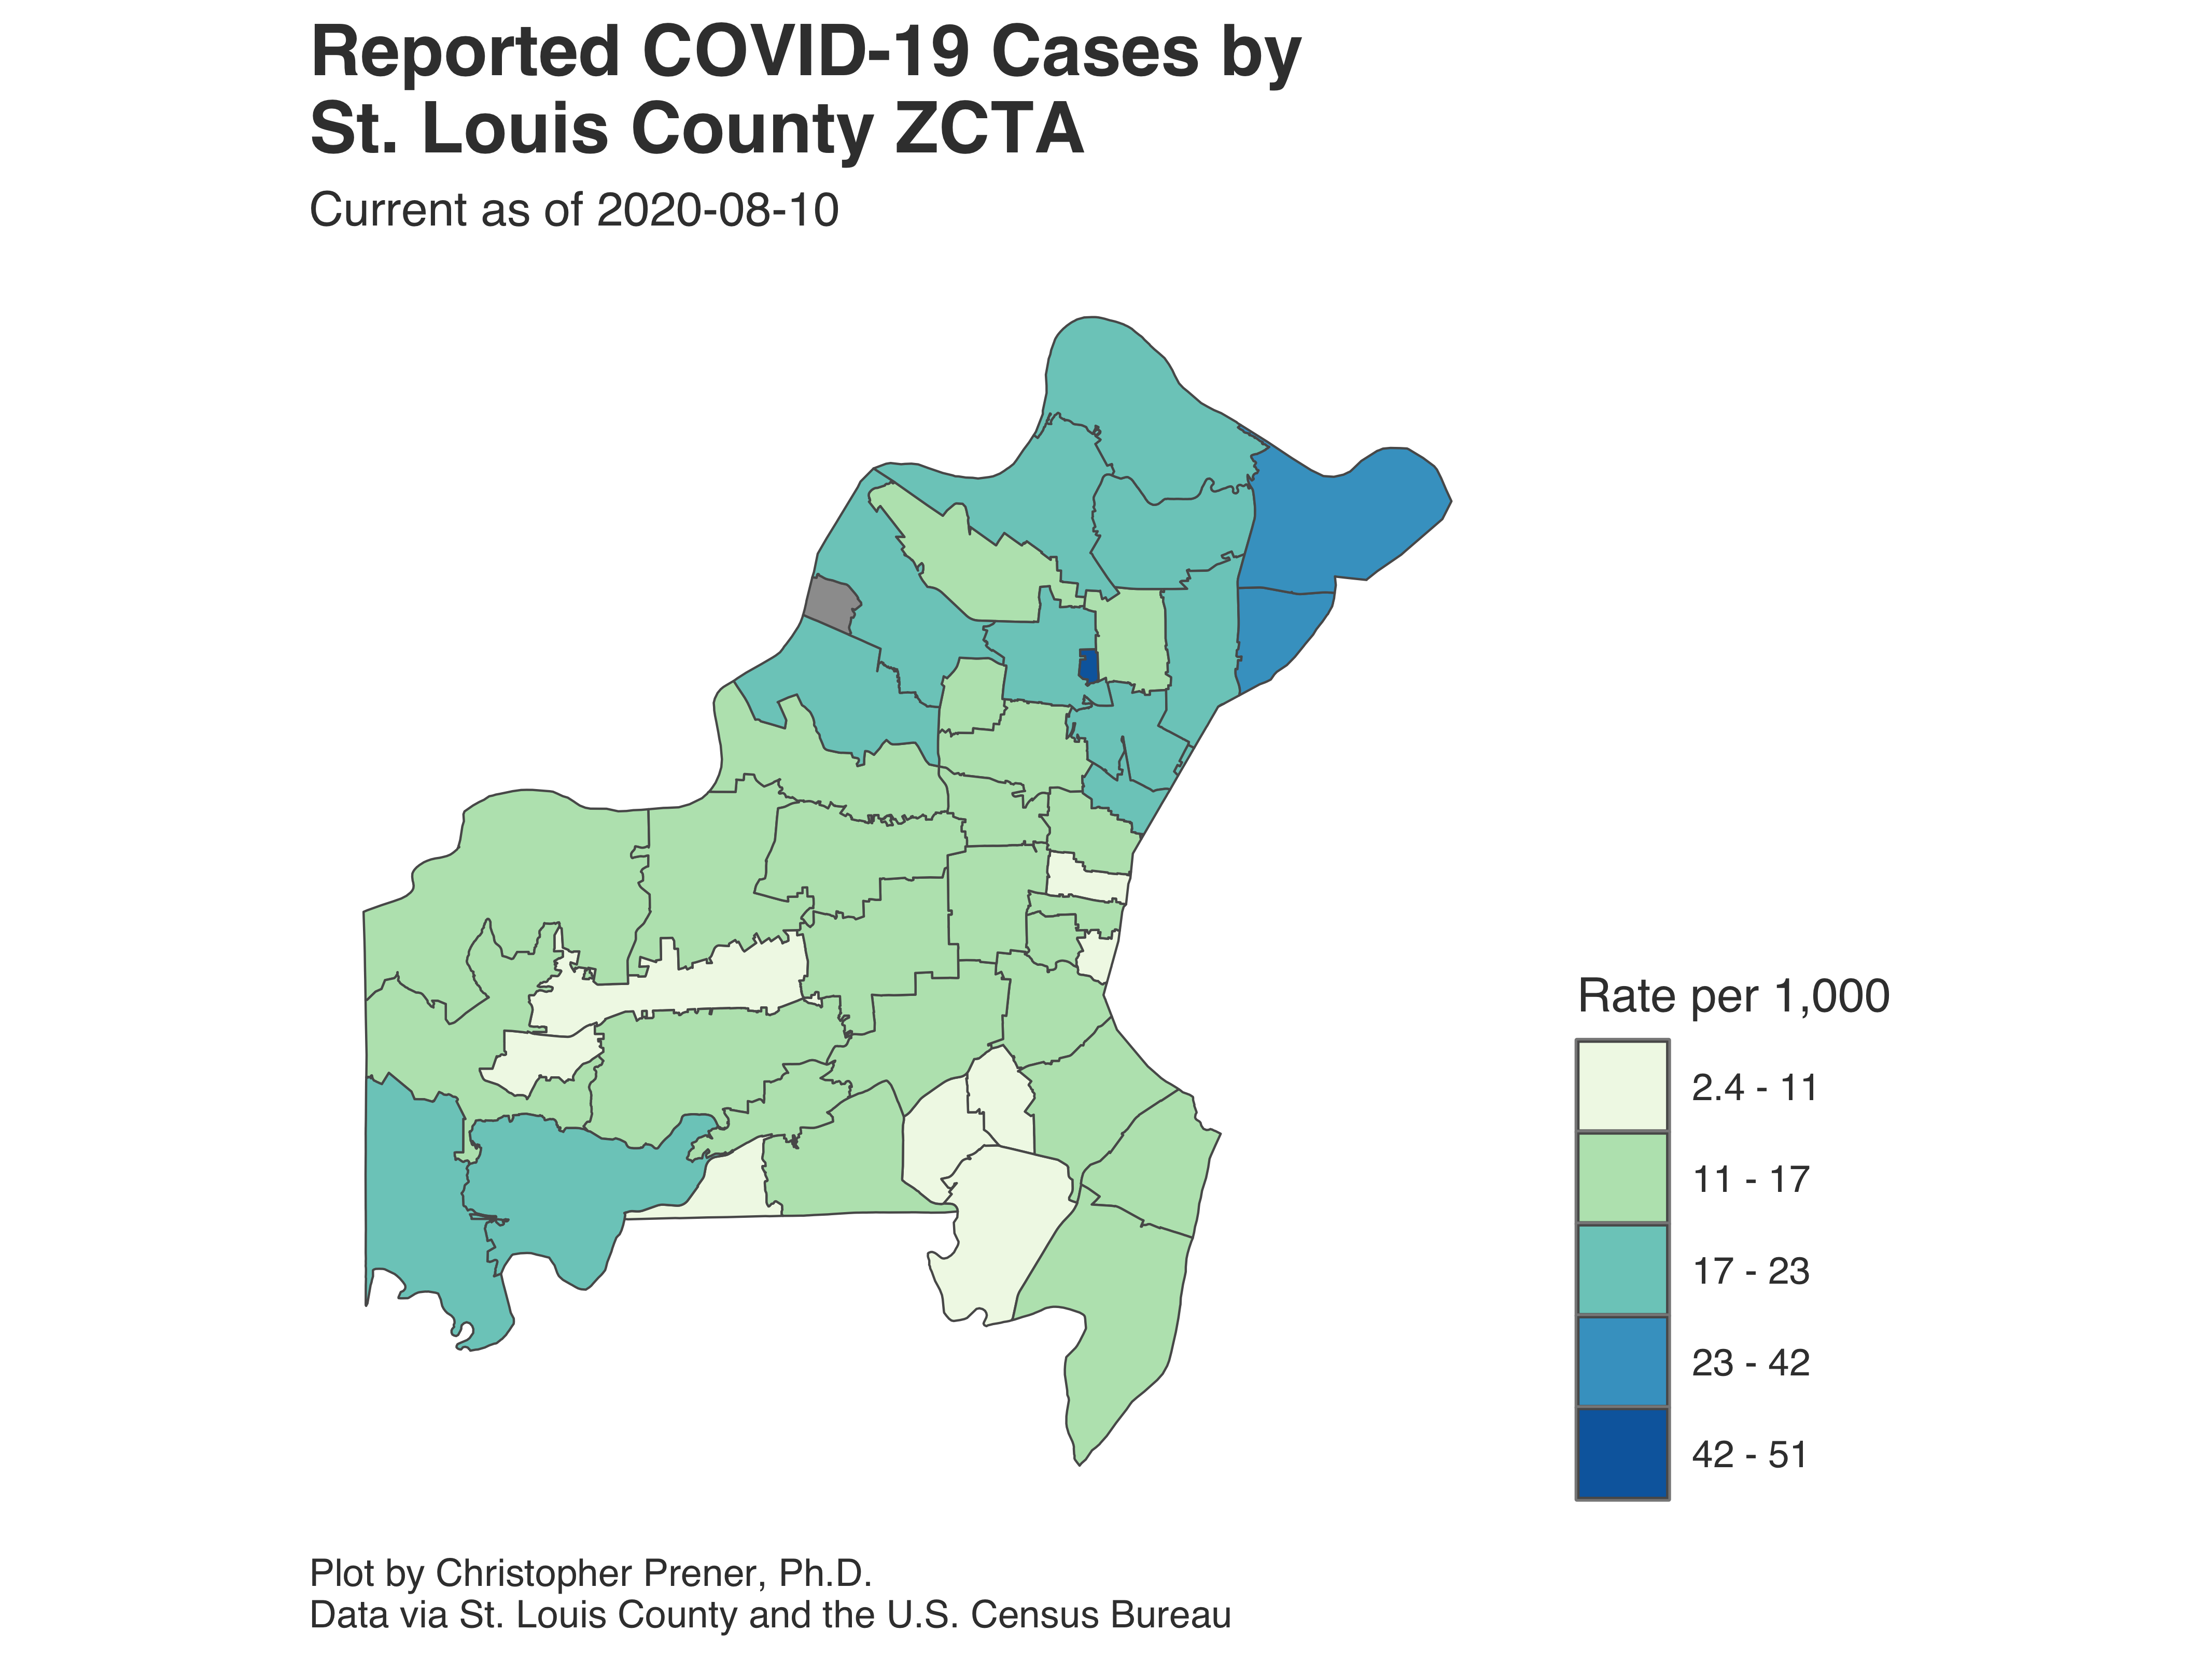 Reported COVID-19 Cases by
St. Louis County ZCTA
Current as of 2020-08-10
Rate per 1,000
2.4 - 11
11 - 17
17 - 23
23 - 42
42 - 51
Plot by Christopher Prener, Ph.D.
Data via St. Louis County and the U.S. Census Bureau